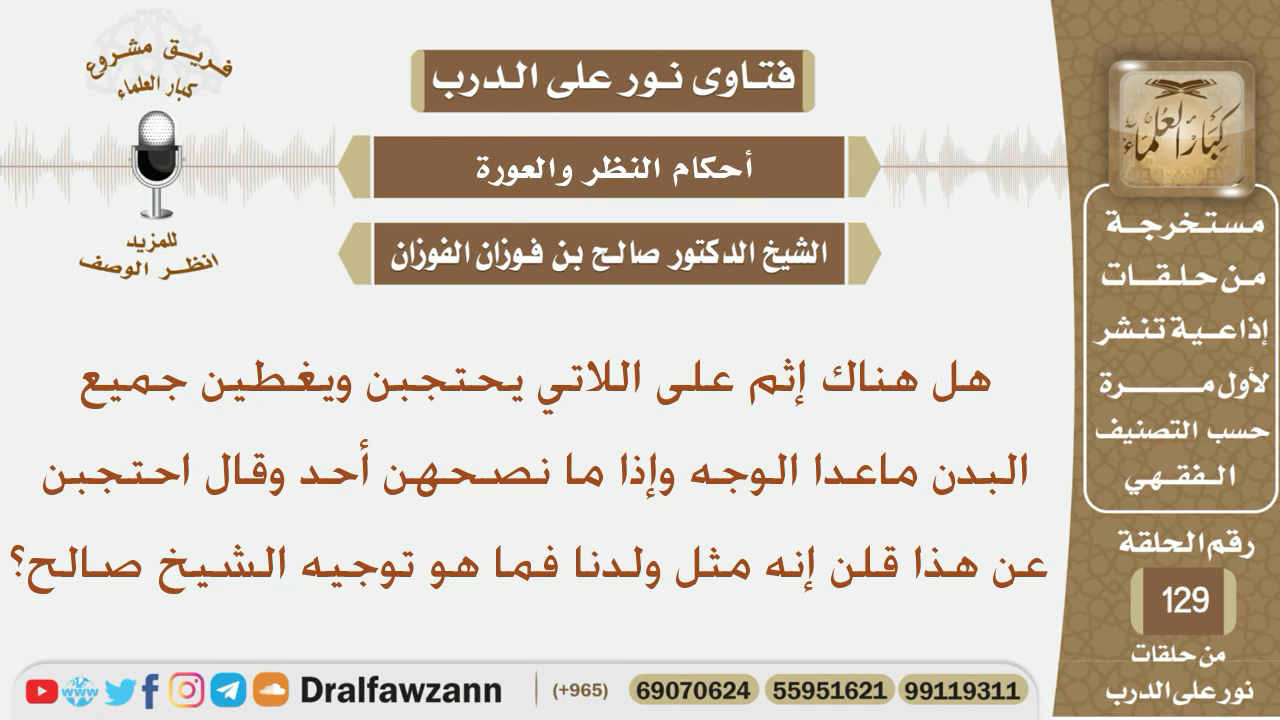 فريق مشروع
كبار العلماء
للمزيد
انظر الوصف
فتاوى نور على الدرب
أحكام النظر والعورة
الشيخ الدكتور صالح بن فوزان الفوزان
هل هناك إثم على اللاتي يحتجبن ويغطين جميع
البدن ماعدا الوجه وإذا ما نصحهن أحد وقال احتجبن
عن هذا قلن إنه مثل ولدنا فما هو توجيه الشيخ صالح؟
كبار العلماء
مستخرجة
من حلقات
إذاعية تنشر
لأول مرة
حسب التصنيف
الفقهي
رقم الحلقة
129
من حلقات
نور على الدرب
www
Dralfawzann
(+965)
69070624
55951621
99119311